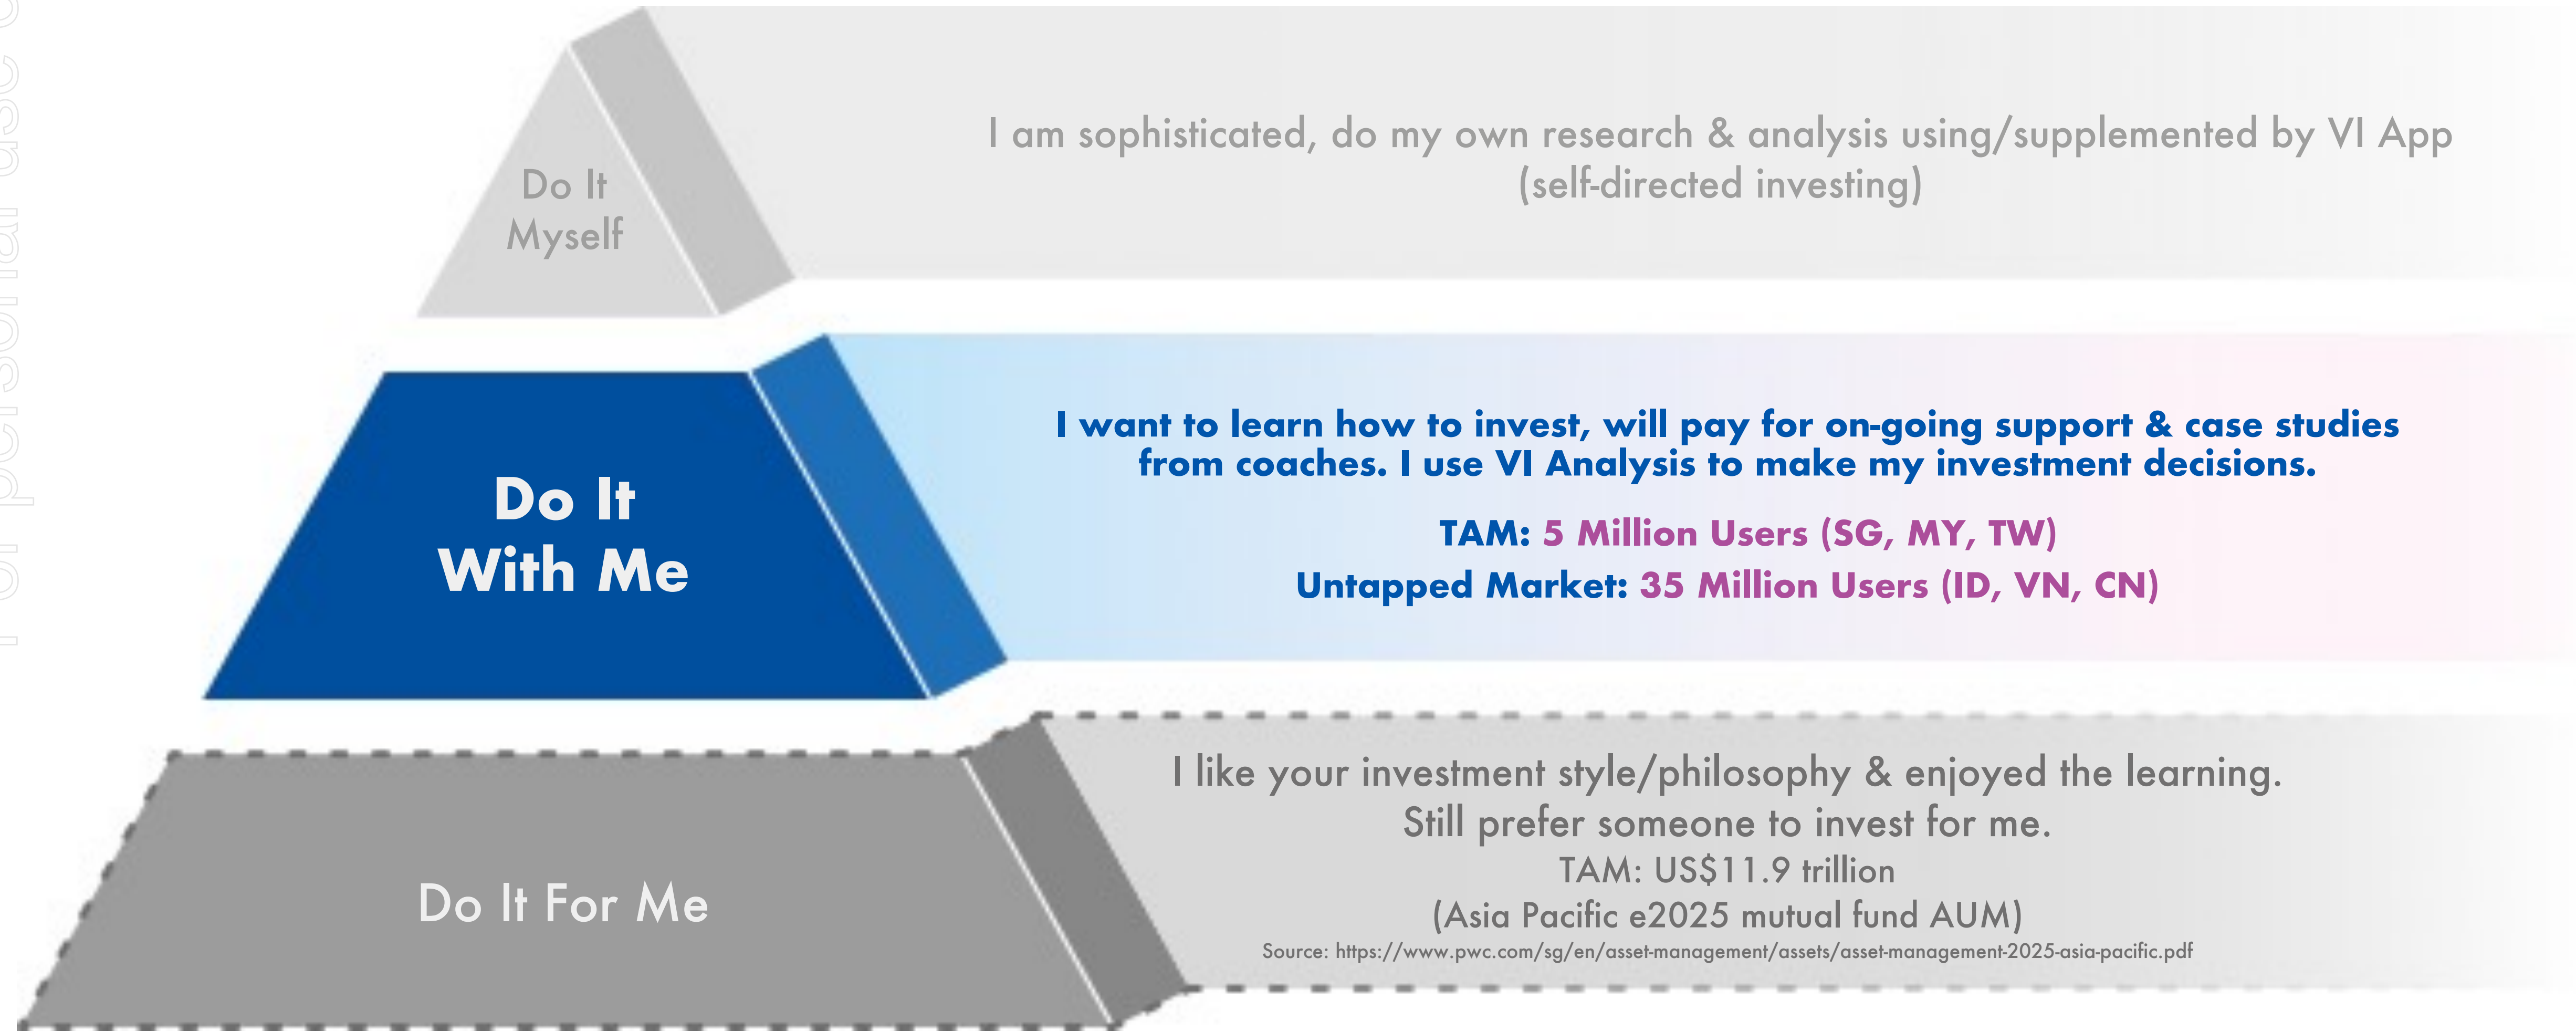 For personal use o
Do It
Myself
I am sophisticated, do my own research & analysis using/supplemented by VI App
(self-directed investing)
Do It
With Me
I want to learn how to invest, will pay for on-going support & case studies
from coaches. I use VI Analysis to make my investment decisions.
TAM: 5 Million Users (SG, MY, TW)
Untapped Market: 35 Million Users (ID, VN, CN)
Do It For Me
I like your investment style/philosophy & enjoyed the learning.
Still prefer someone to invest for me.
TAM: US$11.9 trillion
(Asia Pacific e2025 mutual fund AUM)
Source: https://www.pwc.com/sg/en/asset-management/assets/asset-management-2025-asia-pacific.pdf